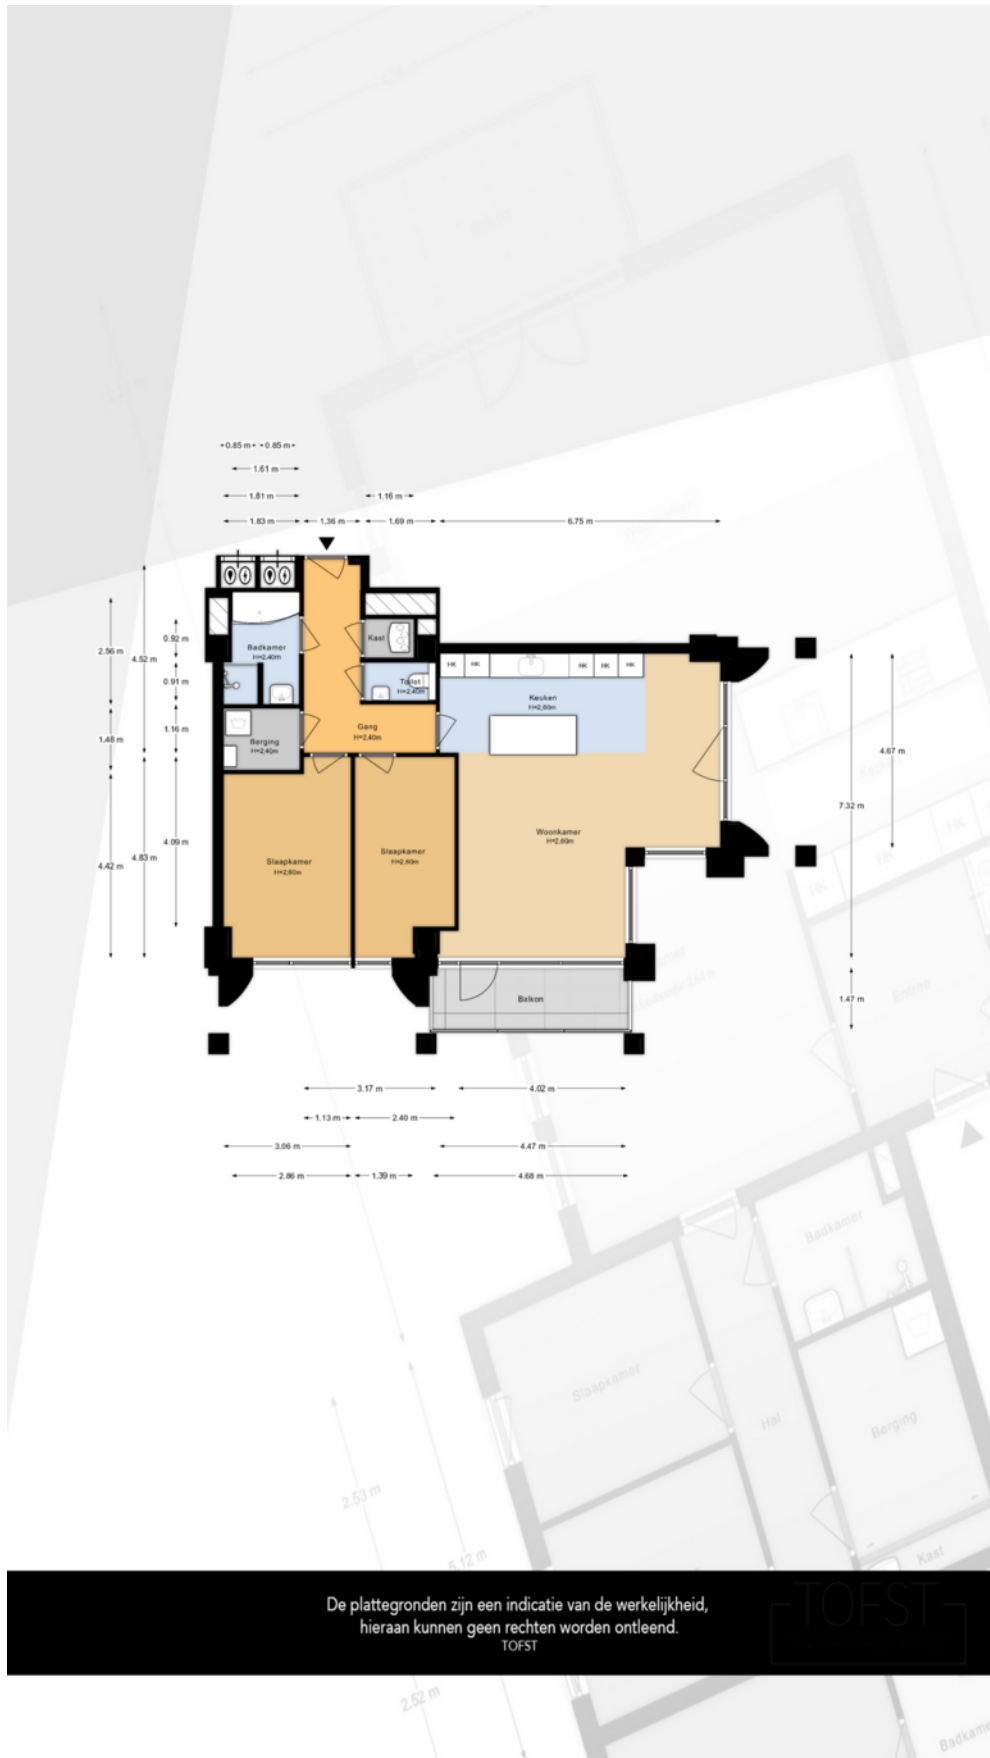 0.85 m 0.85 m
1.61 m
1.81 m 1.16 m
1.83 m 1.36 m 1.69 m 6.75 m
2.56 m
4.52 m
0.92 m
0.91 m
1.48 m
1.16 m
4.42 m
4.83 m
4.09 m
Badkamer
H=2,40m
Kast
Toilet
H=2.40m
Gang
H=2,40m
Berging
H=2,40m
HK HK HK HK HK
Keuken
H=2,60m
Woonkamer
H=2,60m
Slaapkamer
H=2,60m
Slaapkamer
H=2,60m
Balkon
4.67 m
7.32 m
1.47 m
3.17 m 4.02 m
1.13 m 2.40 m
3.06 m 4.47 m
2.86 m 1.39 m 4.68 m
Keuken
HK
HK
HK
Entree
Badkamer
Slaapkamer
Hal
Berging
Kast
2.53 m
5.12 m
2.52 m
De plattegronden zijn een indicatie van de werkelijkheid,
hieraan kunnen geen rechten worden ontleend.
TOFST
TOFST